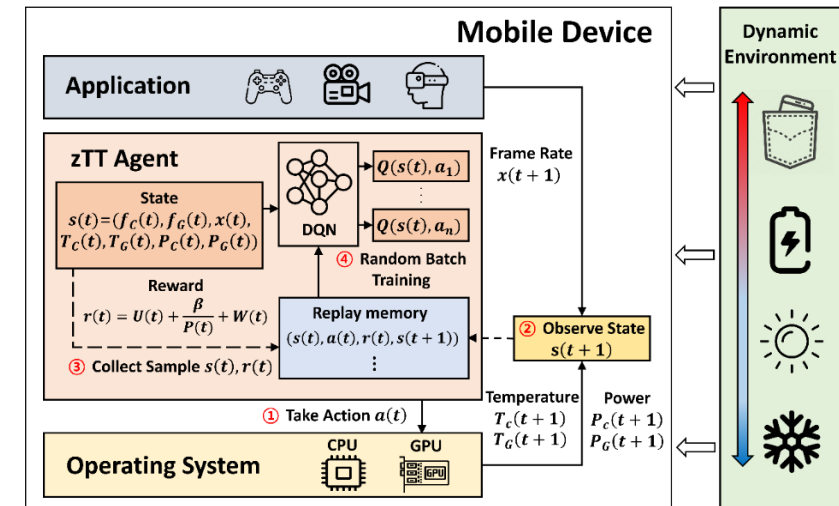 Mobile Device
Dynamic
Environment
Application
zTT Agent
State
s(t)=(f_C(t), f_G(t), x(t),
T_C(t), T_G(t), P_C(t), P_G(t))
DQN
Q(s(t), a_1)
⋮
Q(s(t), a_n)
Frame Rate
x(t + 1)
④ Random Batch
Training
Reward
r(t) = U(t) + β/P(t) + W(t)
Replay memory
(s(t), a(t), r(t), s(t + 1))
⋮
② Observe State
s(t + 1)
③ Collect Sample s(t), r(t)
① Take Action a(t)
Temperature
T_c(t + 1)
T_G(t + 1)
Power
P_c(t + 1)
P_G(t + 1)
Operating System
CPU
GPU
GPU